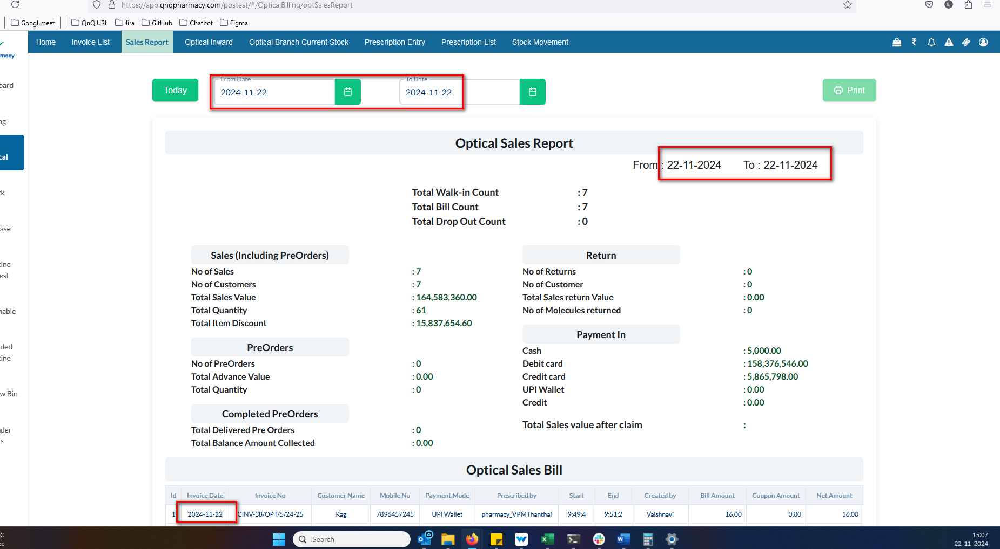 https://app.qnqpharmacy.com/postest/#/OpticalBilling/optSalesReport
L
Googl meet QnQ URL Jira GitHub Chatbot Figma
macy
Home Invoice List Sales Report Optical Inward Optical Branch Current Stock Prescription Entry Prescription List Stock Movement
Today
From Date
2024-11-22
To Date
2024-11-22
Print
Optical Sales Report
From : 22-11-2024 To : 22-11-2024
Total Walk-in Count : 7
Total Bill Count : 7
Total Drop Out Count : 0
Sales (Including PreOrders)
No of Sales : 7
No of Customers : 7
Total Sales Value : 164,583,360.00
Total Quantity : 61
Total Item Discount : 15,837,654.60
PreOrders
No of PreOrders : 0
Total Advance Value : 0.00
Total Quantity : 0
Completed PreOrders
Total Delivered Pre Orders : 0
Total Balance Amount Collected : 0.00
Return
No of Returns : 0
No of Customer : 0
Total Sales return Value : 0.00
No of Molecules returned : 0
Payment In
Cash : 5,000.00
Debit card : 158,376,546.00
Credit card : 5,865,798.00
UPI Wallet : 0.00
Credit : 0.00
Total Sales value after claim :
Optical Sales Bill
Id Invoice Date Invoice No Customer Name Mobile No Payment Mode Prescribed by Start End Created by Bill Amount Coupon Amount Net Amount
1 2024-11-22 CINV-38/OPT/5/24-25 Rag 7896457245 UPI Wallet pharmacy_VPMThanthai 9:49:4 9:51:2 Vaishnavi 16.00 0.00 16.00
oard
ng
cal
ck
ase
cine
est
nable
uled
cine
w Bin
der
s
C
ze
Search
15:07
22-11-2024